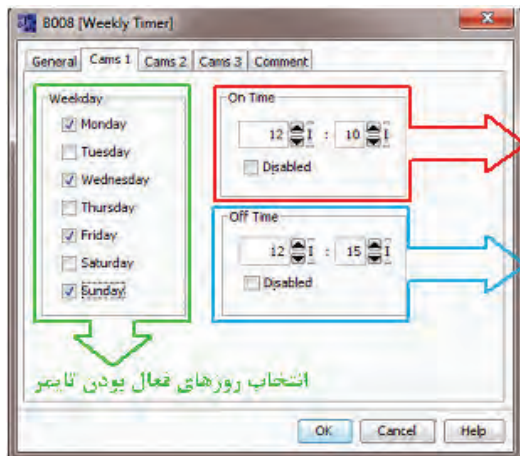 B008 [Weekly Timer]
General Cams 1 Cams 2 Cams 3 Comment
Weekday
Monday
Tuesday
Wednesday
Thursday
Friday
Saturday
Sunday
On Time
12 : 10
Disabled
Off Time
12 : 15
Disabled
انتخاب روزهای فعال بودن تایمر
OK Cancel Help